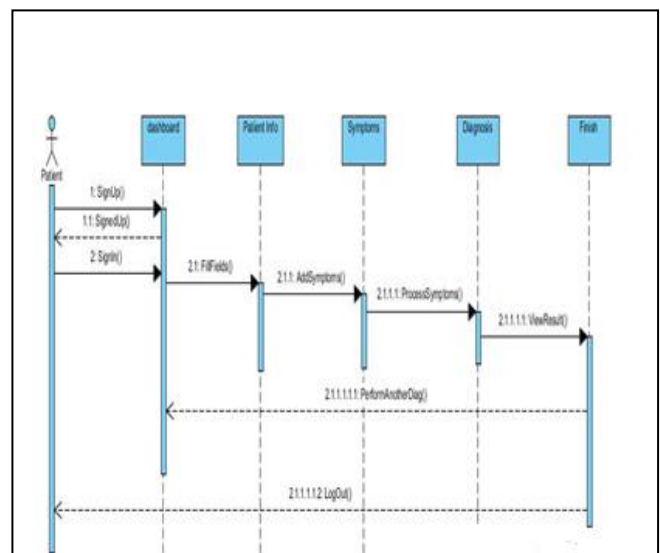 dashboard
Patient Info
Symptoms
Diagnosis
Finish
Patient
1: SignUp()
1.1: SignedUp()
2: SignIn()
2.1: FillFields()
2.1.1: AddSymptoms()
2.1.1.1: ProcessSymptoms()
2.1.1.1.1: ViewResult()
2.1.1.1.1.1: PerformAnotherDiag()
2.1.1.1.1.2: LogOut()